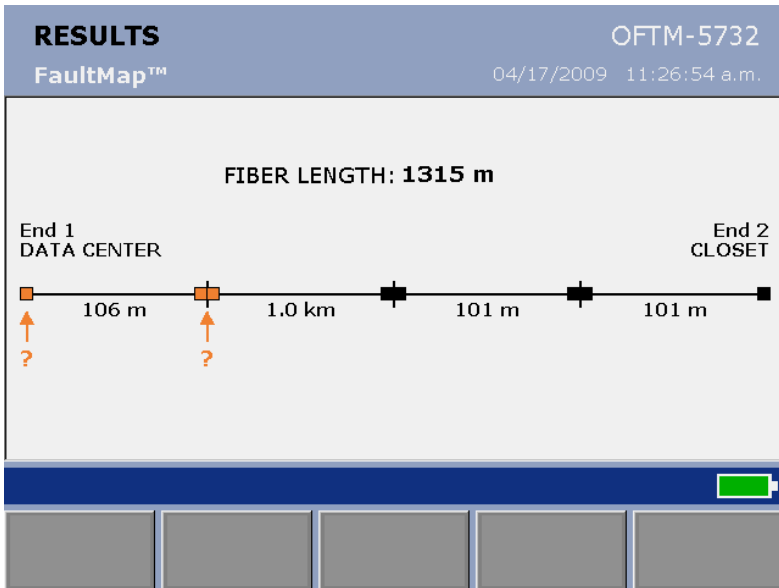 RESULTS OFTM-5732
FaultMap™ 04/17/2009 11:26:54 a.m.
FIBER LENGTH: 1315 m
End 1 End 2
DATA CENTER CLOSET
106 m 1.0 km 101 m 101 m
? ?